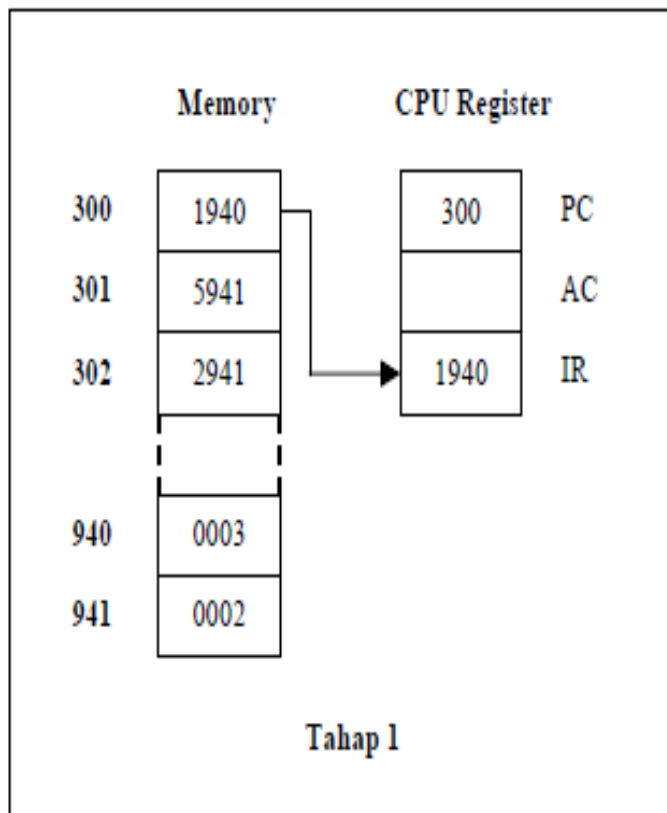 Memory CPU Register
300 1940 300 PC
301 5941 AC
302 2941 1940 IR
940 0003
941 0002
Tahap 1